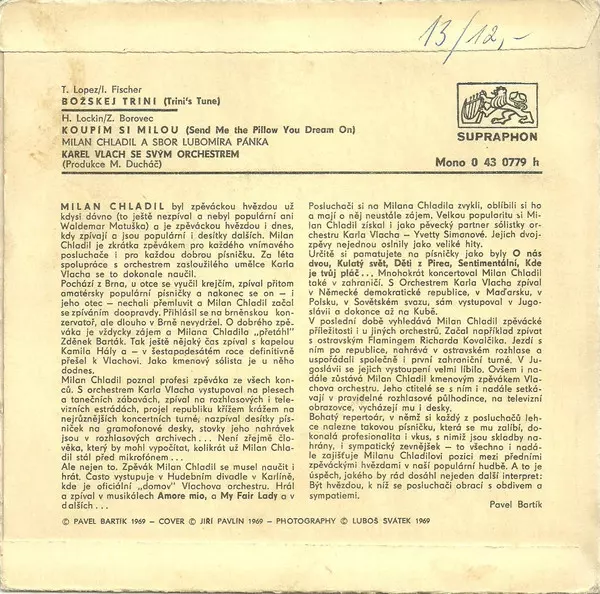 13/12,-
T. Lopez/I. Fischer
BOŽSKEJ TRINI (Trini's Tune)
H. Lockin/Z. Borovec
KOUPIM SI MILOU (Send Me the Pillow You Dream On)
MILAN CHLADIL A SBOR LUBOMÍRA PÁNKA
KAREL VLACH SE SVÝM ORCHESTREM
(Produkce M. Ducháč)
SUPRAPHON
Mono 0 43 0779 h
MILAN CHLADIL byl zpěváckou hvězdou už
kdysi dávno (to ještě nezpíval a nebyl populární ani
Waldemar Matuška) a je zpěváckou hvězdou i dnes,
kdy zpívají a jsou populární i desítky dalších. Milan
Chladil je zkrátka zpěvákem pro každého vnímavého
posluchače i pro každou dobrou písničku. Za léta
spolupráce s orchestrem zasloužilého umělce Karla
Vlacha se to dokonale naučil.
Pochází z Brna, u otce se vyučil krejčím, zpíval přitom
amatérsky populární písničky a nakonec se on – i
jeho otec – nechali přemluvit a Milan Chladil začal
se zpíváním doopravdy. Přihlásil se na brněnskou kon-
zervatoř, ale dlouho v Brně nevydržel. O dobrého zpě-
váka je vždycky zájem a Milana Chladila „přetáhl"
Zdeněk Barták. Tak ještě nějaký čas zpíval s kapelou
Kamila Hály a – v šestapadesátém roce definitivně
přešel k Vlachovi. Jako kmenový sólista je u něho
dodnes.
Milan Chladil poznal profesi zpěváka ze všech kon-
ců. S orchestrem Karla Vlacha vystupoval na plesech
a tanečních zábavách, zpíval na rozhlasových i tele-
vizních estrádách, projel republiku křížem krážem na
nejrůznějších koncertních turné, nazpíval desítky pís-
niček na gramofonové desky, stovky jeho nahrávek
jsou v rozhlasových archivech... Není zřejmě člo-
věka, který by mohl vypočítat, kolikrát už Milan Chla-
dil stál před mikrofónem...
Ale nejen to. Zpěvák Milan Chladil se musel naučit i
hrát. Často vystupuje v Hudebním divadle v Karlíně,
kde je oficiální „domov" Vlachova orchestru. Hrál
a zpíval v musikálech Amore mio, a My Fair Lady a v
dalších...
Posluchači si na Milana Chladila zvykli, oblíbili si ho
a mají o něj neustále zájem. Velkou popularitu si Mi-
lan Chladil získal i jako pěvecký partner sólistky or-
chestru Karla Vlacha – Yvetty Simonové. Jejich dvoj-
zpěvy nejednou oslnily jako veliké hity.
Určitě si pamatujete na písničky jako byly O nás
dvou, Kulatý svět, Děti z Pirea, Sentimentální, Kde
je tvůj pláč... Mnohokrát koncertoval Milan Chladil
také v zahraničí. S Orchestrem Karla Vlacha zpíval
v Německé demokratické republice, v Maďarsku, v
Polsku, v Sovětském svazu, sám vystupoval v Jugo-
slávii a dokonce až na Kubě.
V poslední době vyhledává Milan Chladil zpěvácké
příležitosti i u jiných orchestrů. Začal například zpívat
s ostravským Flamingem Richarda Kovalčíka. Jezdí s
ním po republice, nahrává v ostravském rozhlase a
uspořádali společně i první zahraniční turné. V Ju-
goslávii se jejich vystoupení velmi líbilo. Ovšem i na-
dále zůstává Milan Chladil kmenovým zpěvákem Vla-
chova orchestru. Jeho ctitelé se s ním i nadále setká-
vají v pravidelné rozhlasové půlhodince, na televizní
obrazovce, vycházejí mu i desky.
Bohatý repertoár, v němž si každý z posluchačů leh-
ce nalezne takovou písničku, která se mu zalíbí, do-
konalá profesionalita i vkus, s nimiž jsou skladby na-
hrány, i sympatický zevnějšek – to všechno i nadá-
le zajišťuje Milanu Chladilovi pozici mezi předními
zpěváckými hvězdami v naší populární hudbě. A to je
úspěch, jakého by rád dosáhl nejeden další interpret:
Být hvězdou, k níž se posluchači obrací s obdivem a
sympatiemi.
Pavel Bartík
© PAVEL BARTÍK 1969 – COVER © JIŘÍ PAVLÍN 1969 – PHOTOGRAPHY © LUBOŠ SVÁTEK 1969